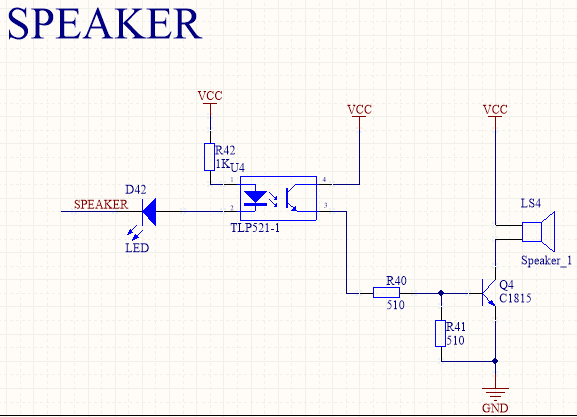 SPEAKER
VCC
VCC
VCC
R42
1K
U4
1
4
D42
SPEAKER
2
3
LS4
LED
TLP521-1
Speaker_1
R40
Q4
510
C1815
R41
510
GND